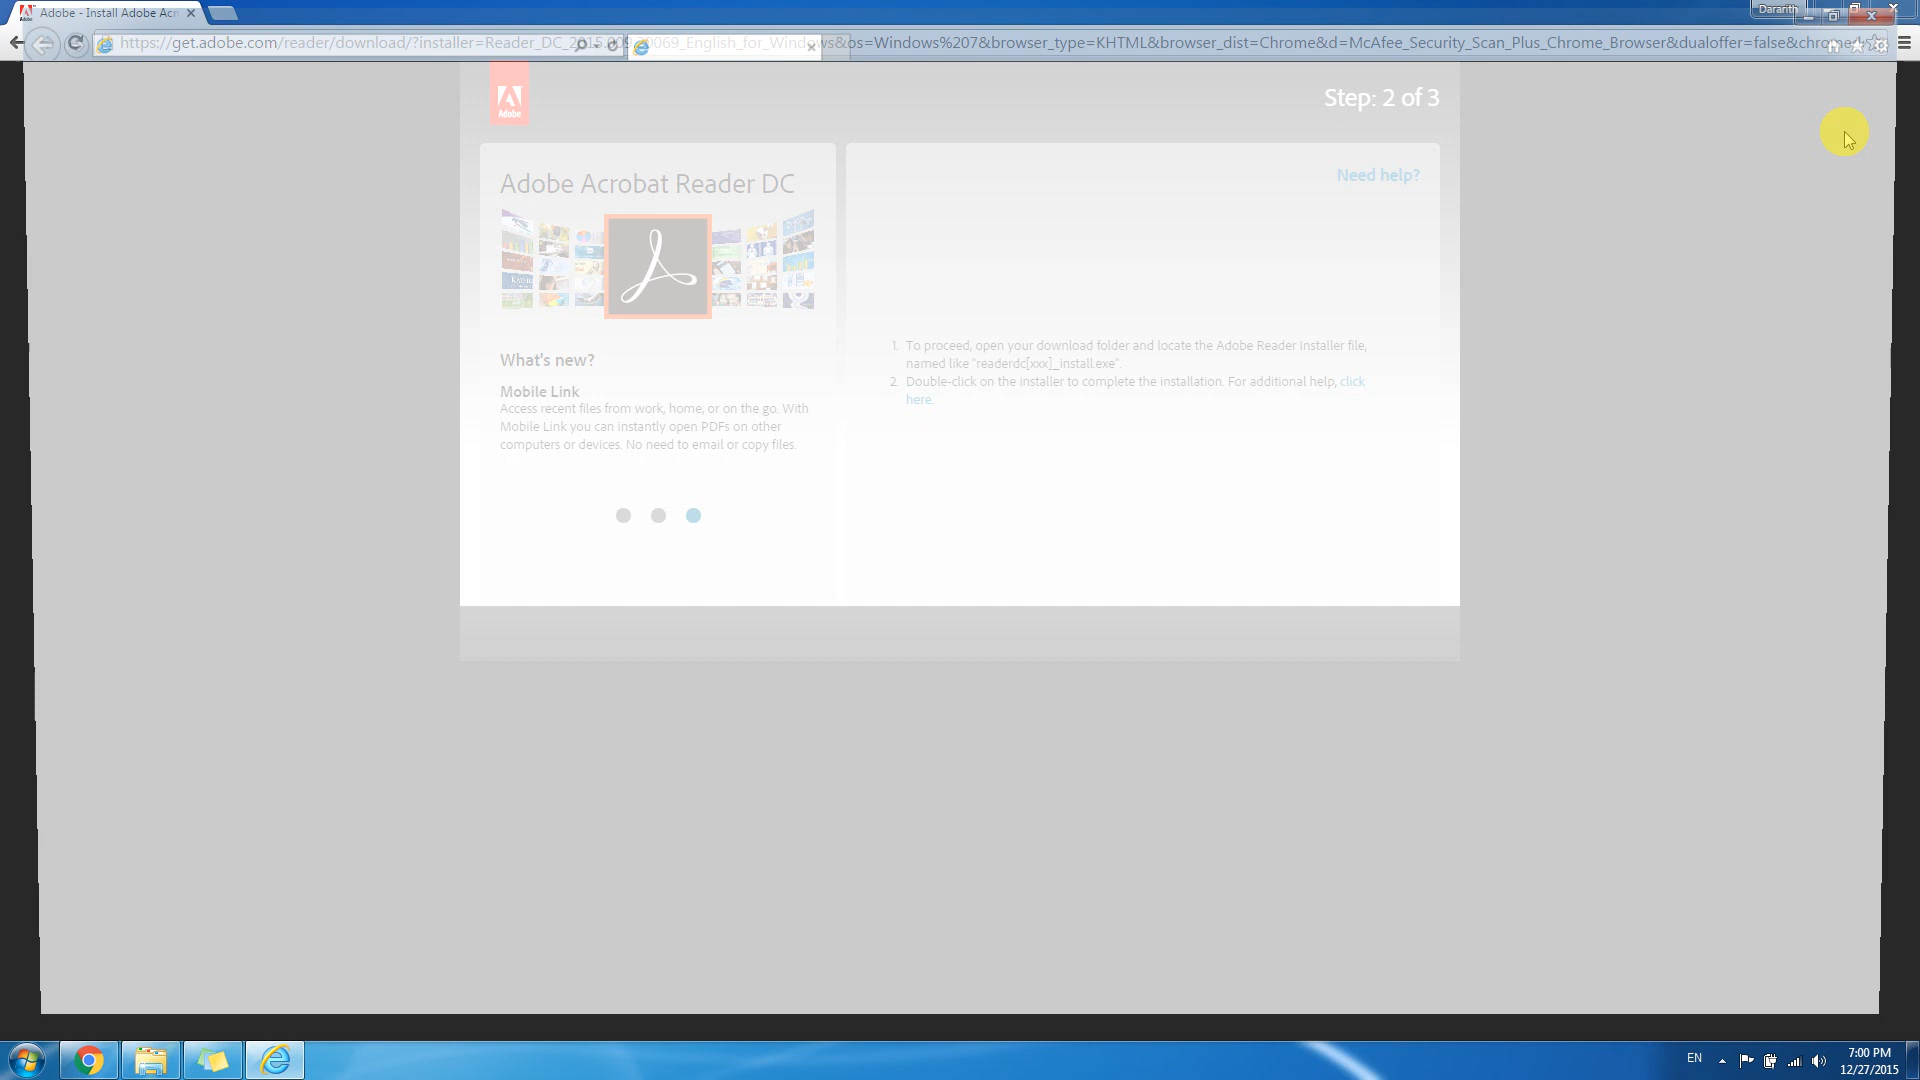 Adobe - Install Adobe Acr
Dararith
https://get.adobe.com/reader/download/?installer=Reader_DC_2015.009.20069_English_for_Windows&os=Windows%207&browser_type=KHTML&browser_dist=Chrome&d=McAfee_Security_Scan_Plus_Chrome_Browser&dualoffer=false&chrome
Adobe
Step: 2 of 3
Adobe Acrobat Reader DC
Need help?
What's new?
Mobile Link
Access recent files from work, home, or on the go. With
Mobile Link you can instantly open PDFs on other
computers or devices. No need to email or copy files.
1. To proceed, open your download folder and locate the Adobe Reader Installer file,
named like "readerdc[xxx]_install.exe".
2. Double-click on the installer to complete the installation. For additional help, click
here.
EN
7:00 PM
12/27/2015